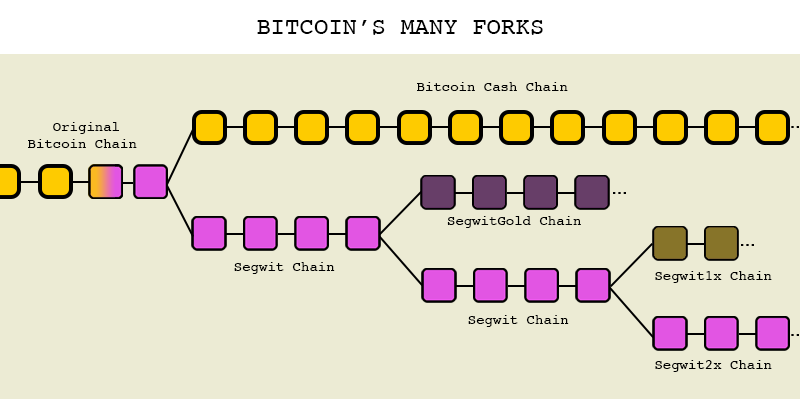 BITCOIN'S MANY FORKS
Bitcoin Cash Chain
Original
Bitcoin Chain
SegwitGold Chain
Segwit Chain
Segwit1x Chain
Segwit Chain
Segwit2x Chain